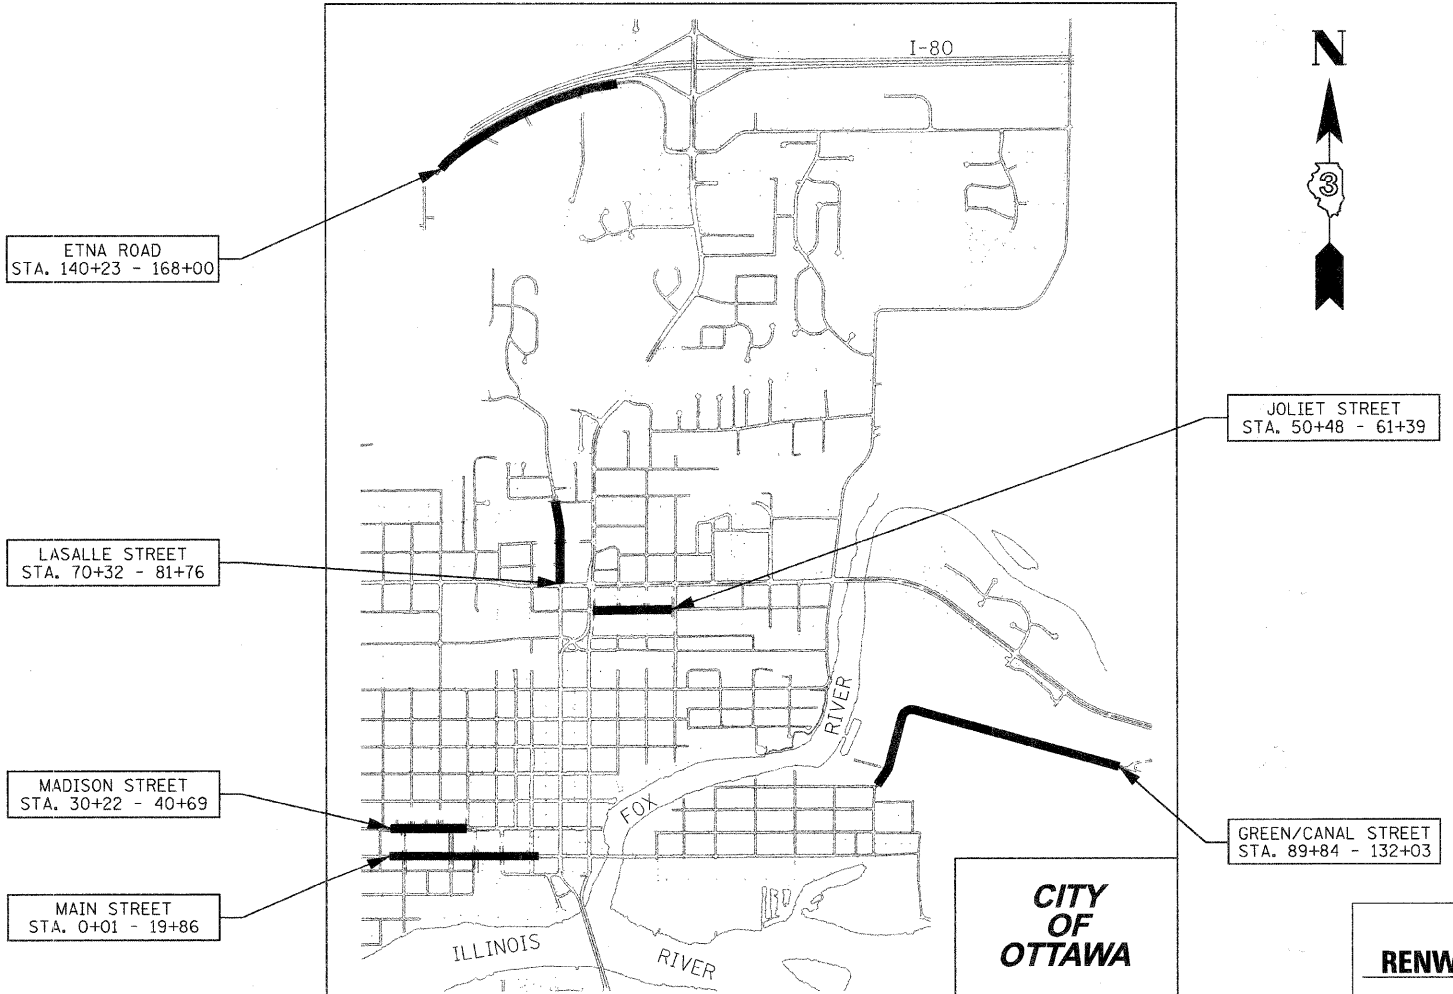 I-80
N
3
ETNA ROAD
STA. 140+23 - 168+00
JOLIET STREET
STA. 50+48 - 61+39
LASALLE STREET
STA. 70+32 - 81+76
RIVER
FOX
MADISON STREET
STA. 30+22 - 40+69
GREEN/CANAL STREET
STA. 89+84 - 132+03
MAIN STREET
STA. 0+01 - 19+86
ILLINOIS
RIVER
CITY
OF
OTTAWA
RENW